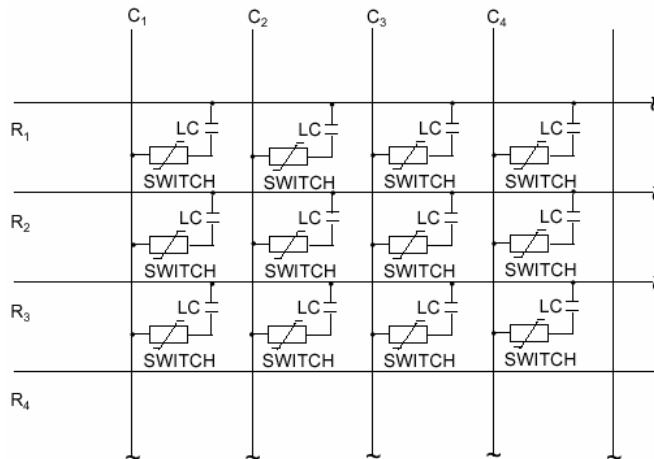 C₁ C₂ C₃ C₄
R₁ LC LC LC LC
SWITCH SWITCH SWITCH SWITCH
R₂ LC LC LC LC
SWITCH SWITCH SWITCH SWITCH
R₃ LC LC LC LC
SWITCH SWITCH SWITCH SWITCH
R₄